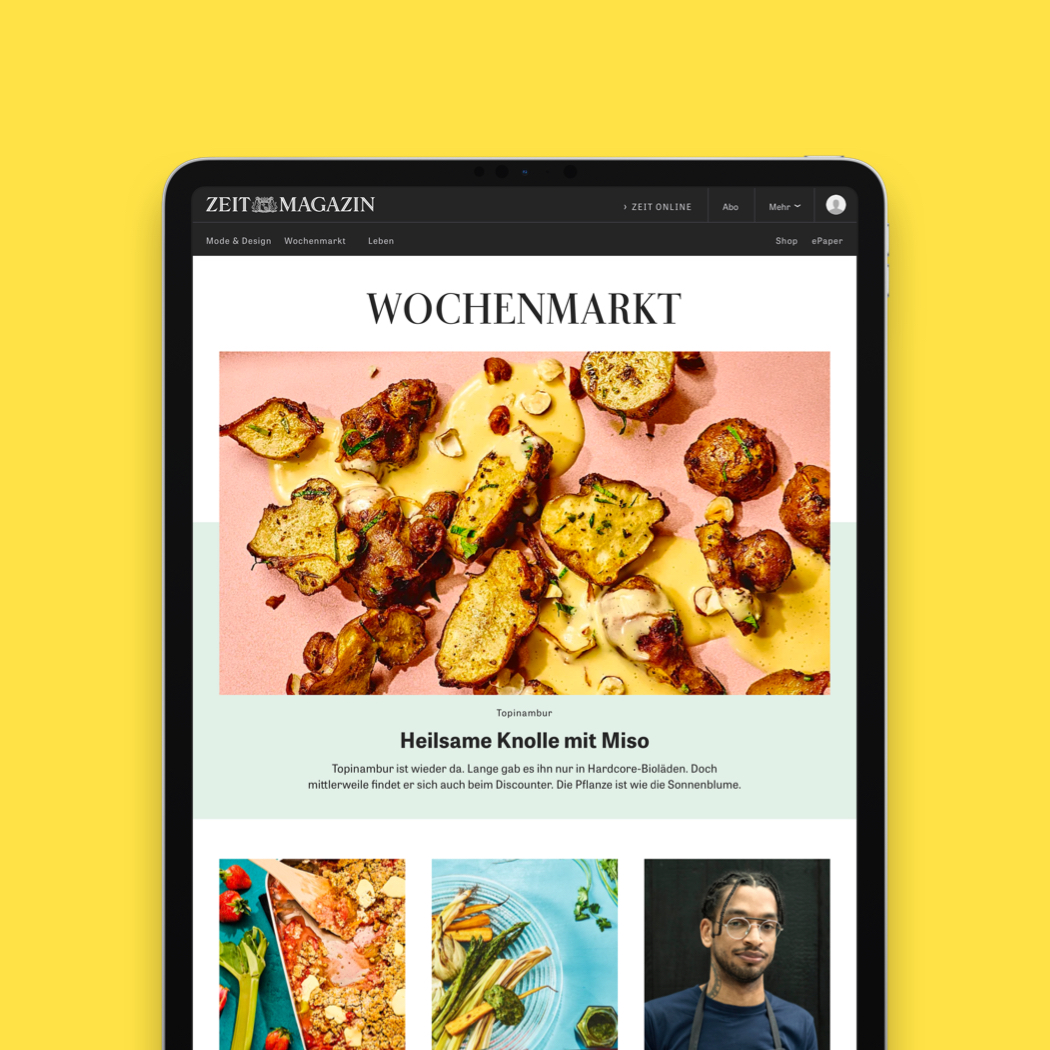 ZEIT MAGAZIN
› ZEIT ONLINE
Abo
Mehr
Mode & Design
Wochenmarkt
Leben
Shop
ePaper
WOCHENMARKT
Topinambur
Heilsame Knolle mit Miso
Topinambur ist wieder da. Lange gab es ihn nur in Hardcore-Bioläden. Doch
mittlerweile findet er sich auch beim Discounter. Die Pflanze ist wie die Sonnenblume.